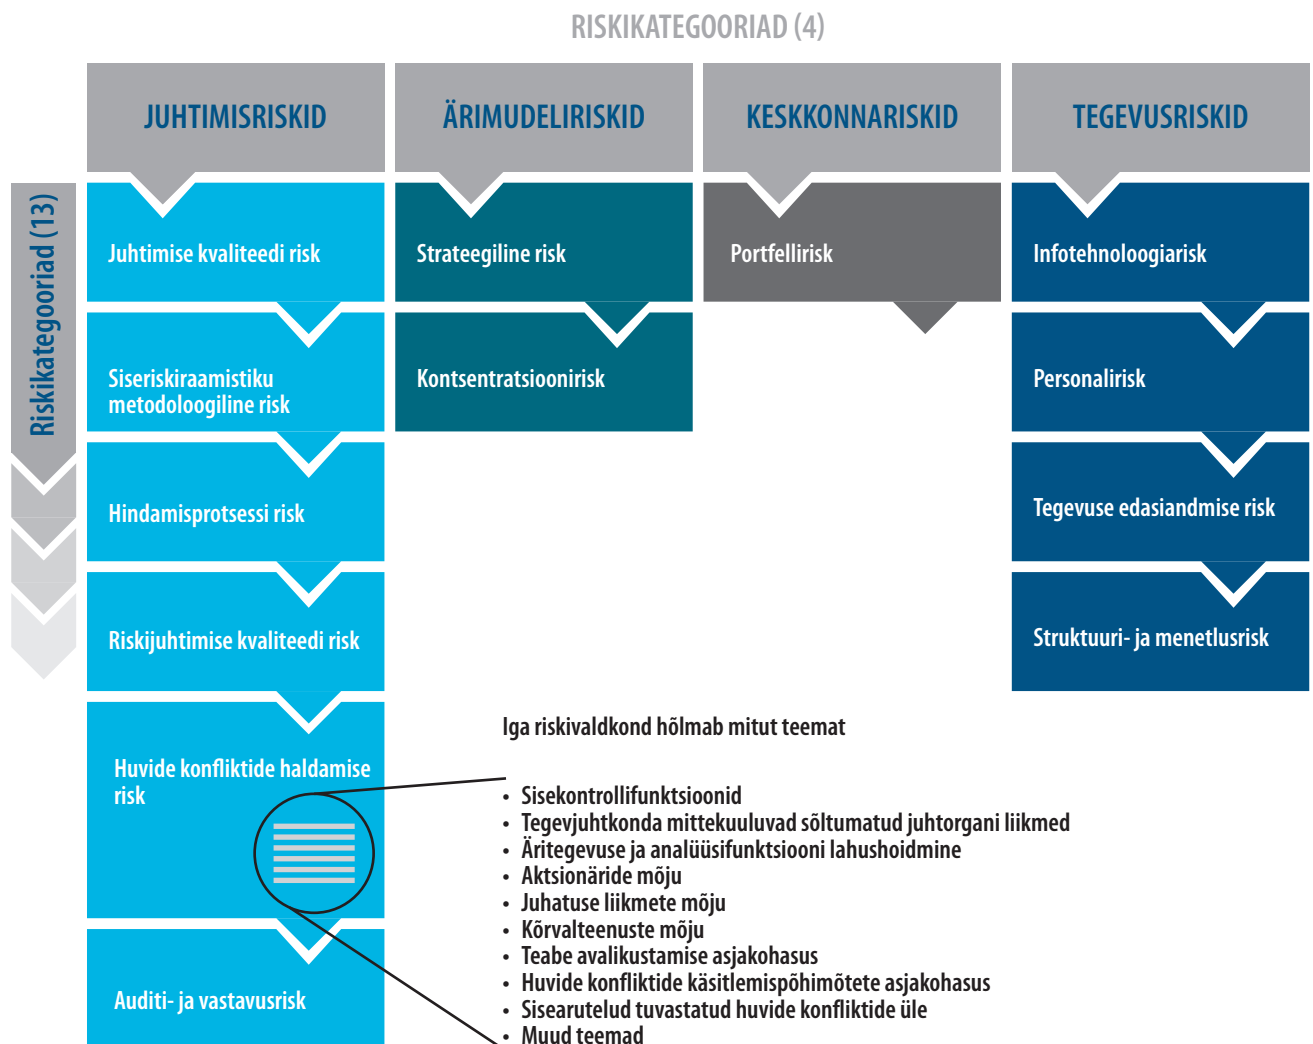 RISKIKATEGOORIAD (4)
JUHTIMISRISKID
ÄRIMUDELIRISKID
KESKKONNARISKID
TEGEVUSRISKID
Riskikategooriad (13)
Juhtimise kvaliteedi risk
Strateegiline risk
Portfellirisk
Infotehnoloogiarisk
Siseriskiraamistiku
metodoloogiline risk
Kontsentratsioonirisk
Personalirisk
Hindamisprotsessi risk
Tegevuse edasiandmise risk
Riskijuhtimise kvaliteedi risk
Struktuuri- ja menetlusrisk
Huvide konfliktide haldamise
risk
Auditi- ja vastavusrisk
Iga riskivaldkond hõlmab mitut teemat
• Sisekontrollifunktsioonid
• Tegevjuhtkonda mittekuuluvad sõltumatud juhtorgani liikmed
• Äritegevuse ja analüüsifunktsiooni lahushoidmine
• Aktsionäride mõju
• Juhatuse liikmete mõju
• Kõrvalteenuste mõju
• Teabe avalikustamise asjakohasus
• Huvide konfliktide käsitlemispõhimõtete asjakohasus
• Sisearutelud tuvastatud huvide konfliktide üle
• Muud teemad